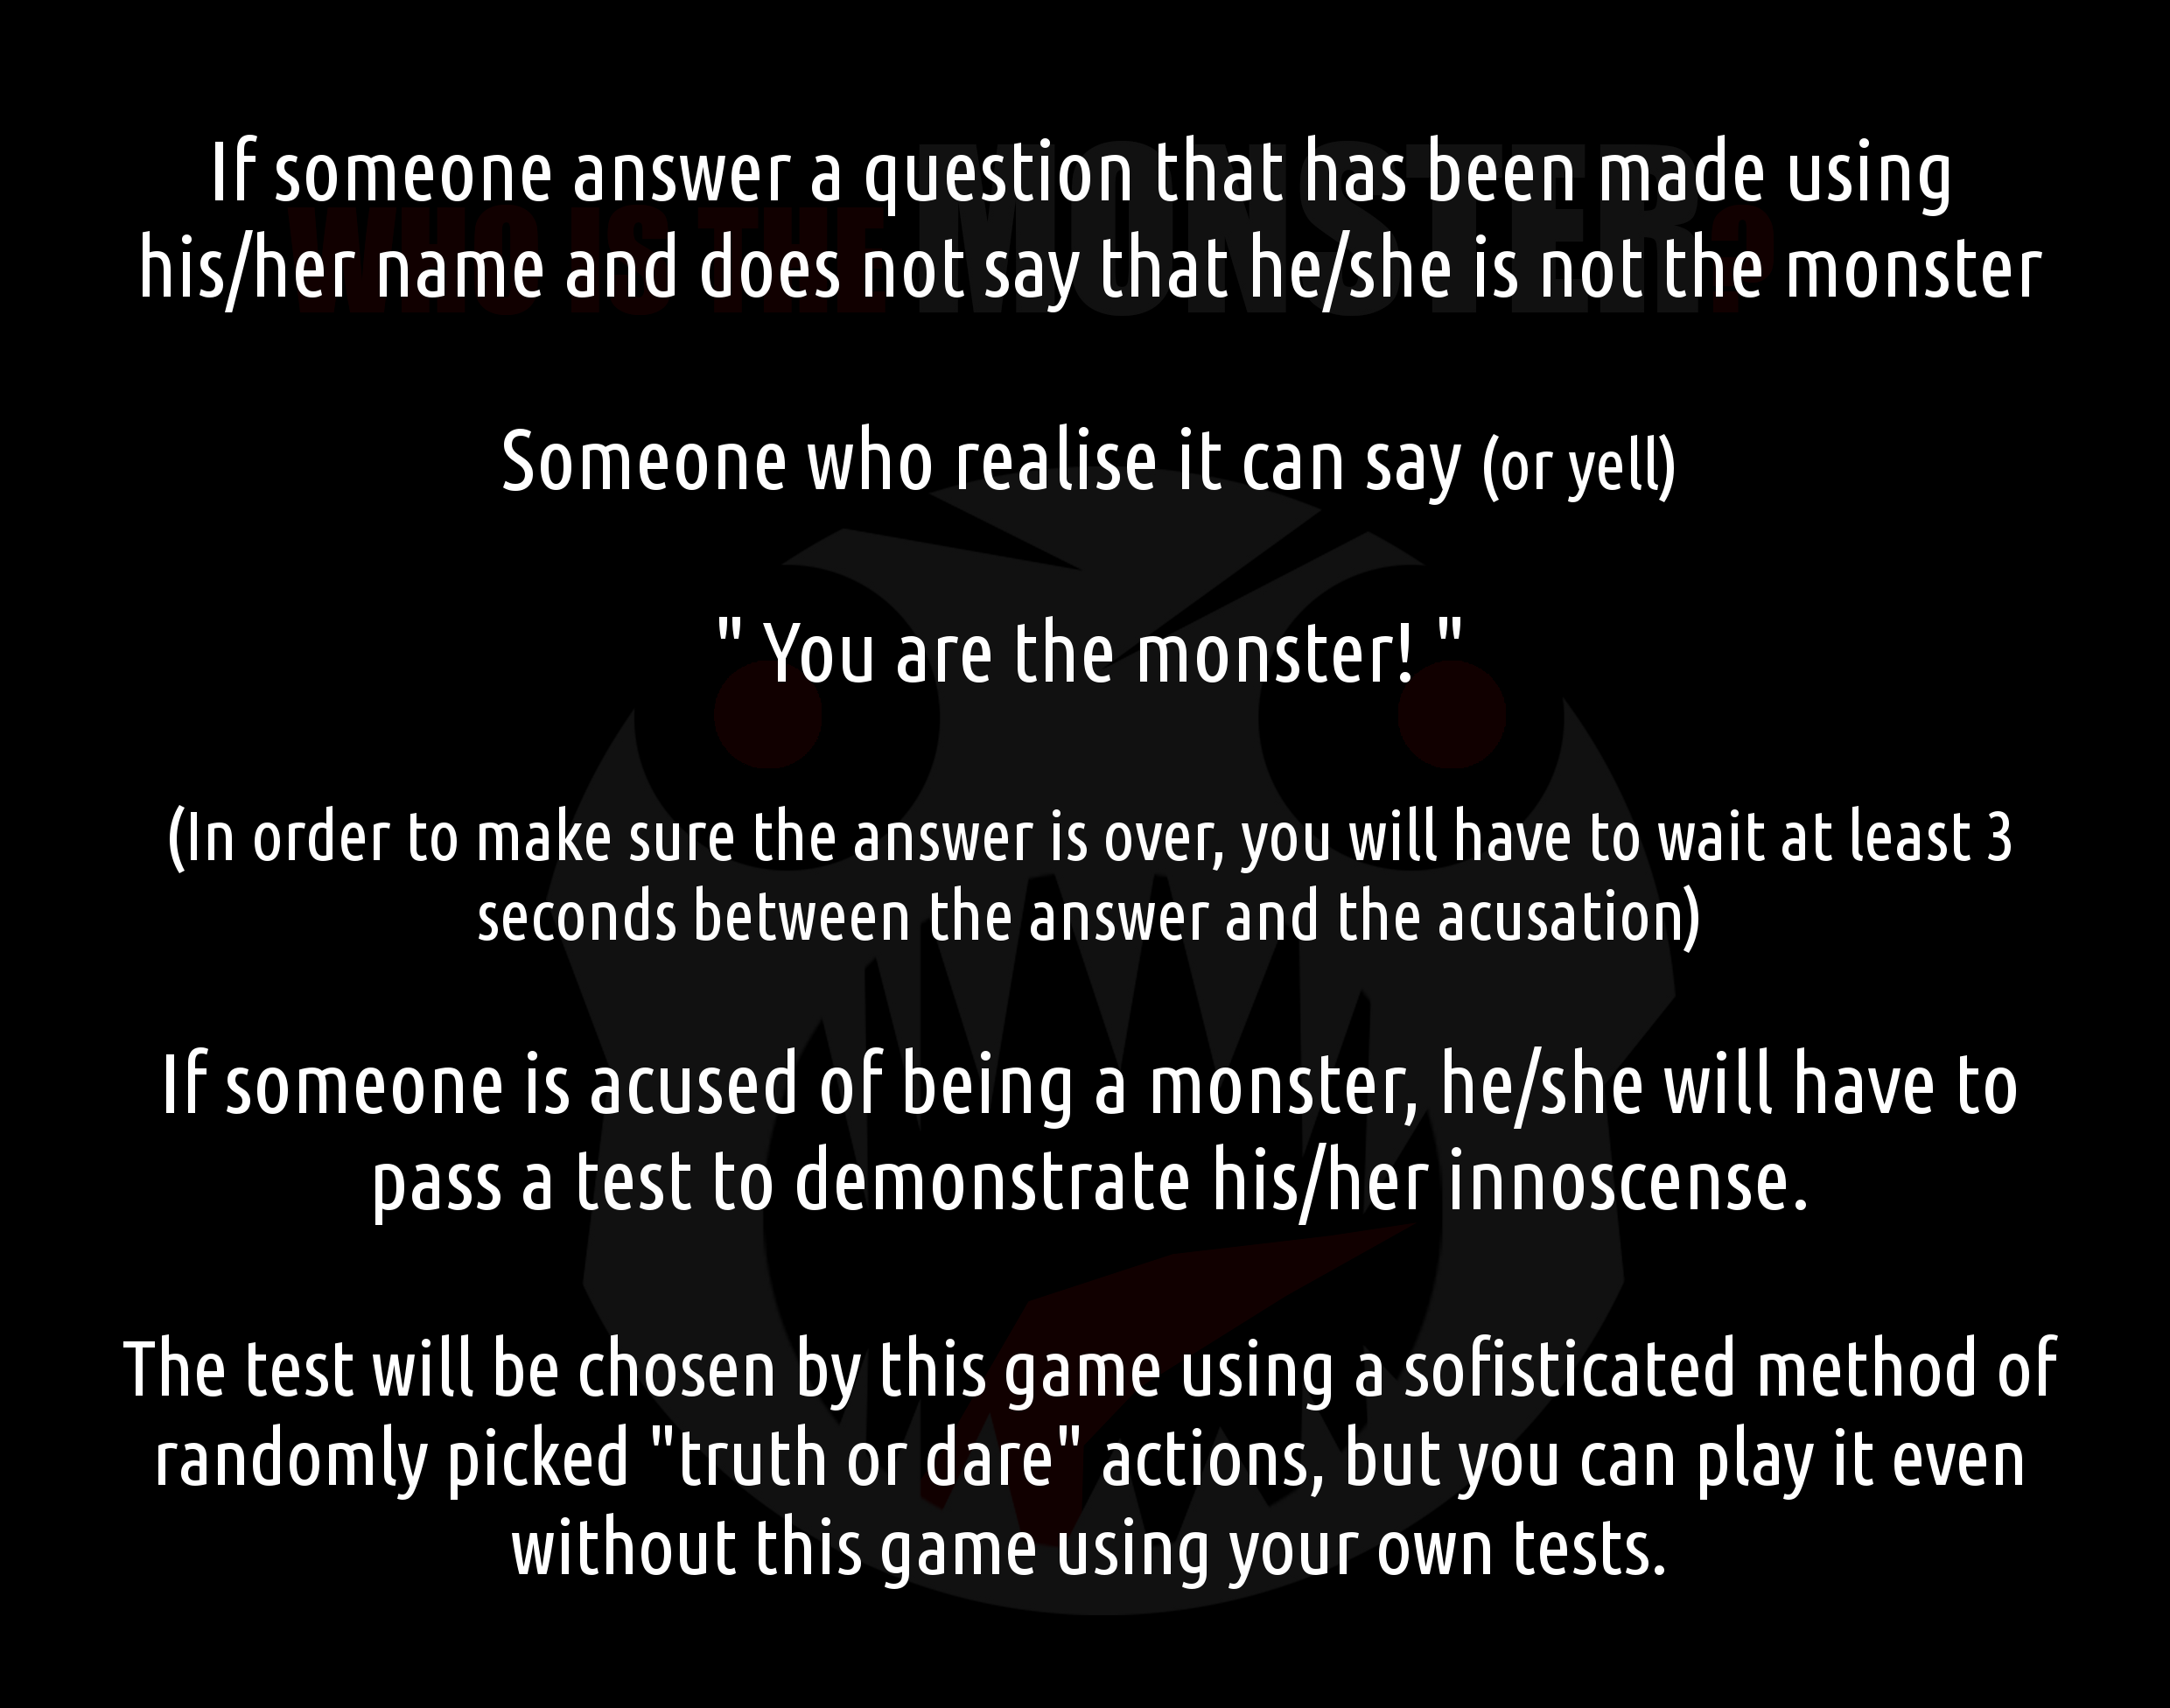 WHO IS THE MONSTER?
If someone answer a question that has been made using
his/her name and does not say that he/she is not the monster
Someone who realise it can say (or yell)
" You are the monster! "
(In order to make sure the answer is over, you will have to wait at least 3
seconds between the answer and the acusation)
If someone is acused of being a monster, he/she will have to
pass a test to demonstrate his/her innoscense.
The test will be chosen by this game using a sofisticated method of
randomly picked "truth or dare" actions, but you can play it even
without this game using your own tests.